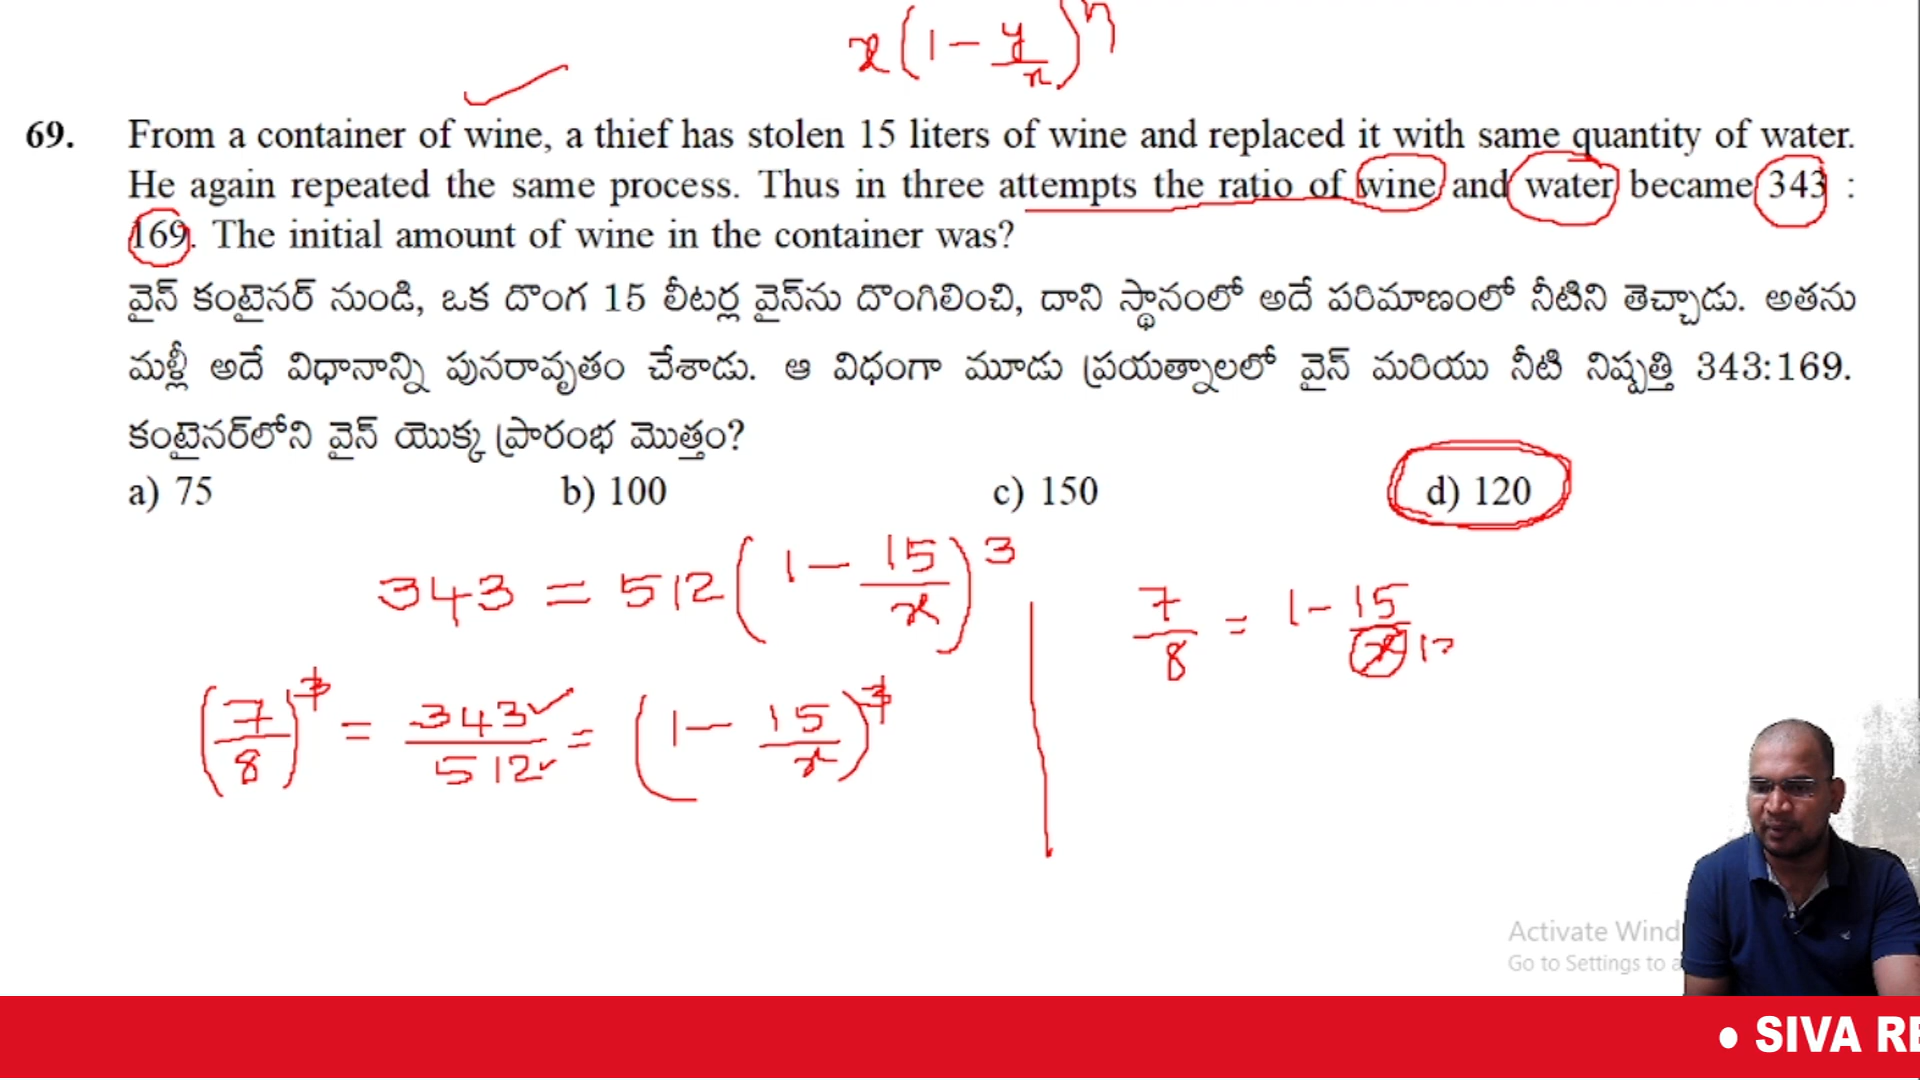 x(1 - y/x)^n
69. From a container of wine, a thief has stolen 15 liters of wine and replaced it with same quantity of water.
He again repeated the same process. Thus in three attempts the ratio of wine and water became 343 :
169. The initial amount of wine in the container was?
వైన్ కంటైనర్ నుండి, ఒక దొంగ 15 లీటర్ల వైన్‌ను దొంగిలించి, దాని స్థానంలో అదే పరిమాణంలో నీటిని తెచ్చాడు. అతను
మళ్లీ అదే విధానాన్ని పునరావృతం చేశాడు. ఆ విధంగా మూడు ప్రయత్నాలలో వైన్ మరియు నీటి నిష్పత్తి 343:169.
కంటైనర్‌లోని వైన్ యొక్క ప్రారంభ మొత్తం?
a) 75 b) 100 c) 150 d) 120
343 = 512(1 - 15/x)^3
7/8 = 1 - 15/x
(7/8)^3 = 343/512 = (1 - 15/x)^3
Activate Wind
Go to Settings to a
• SIVA RE